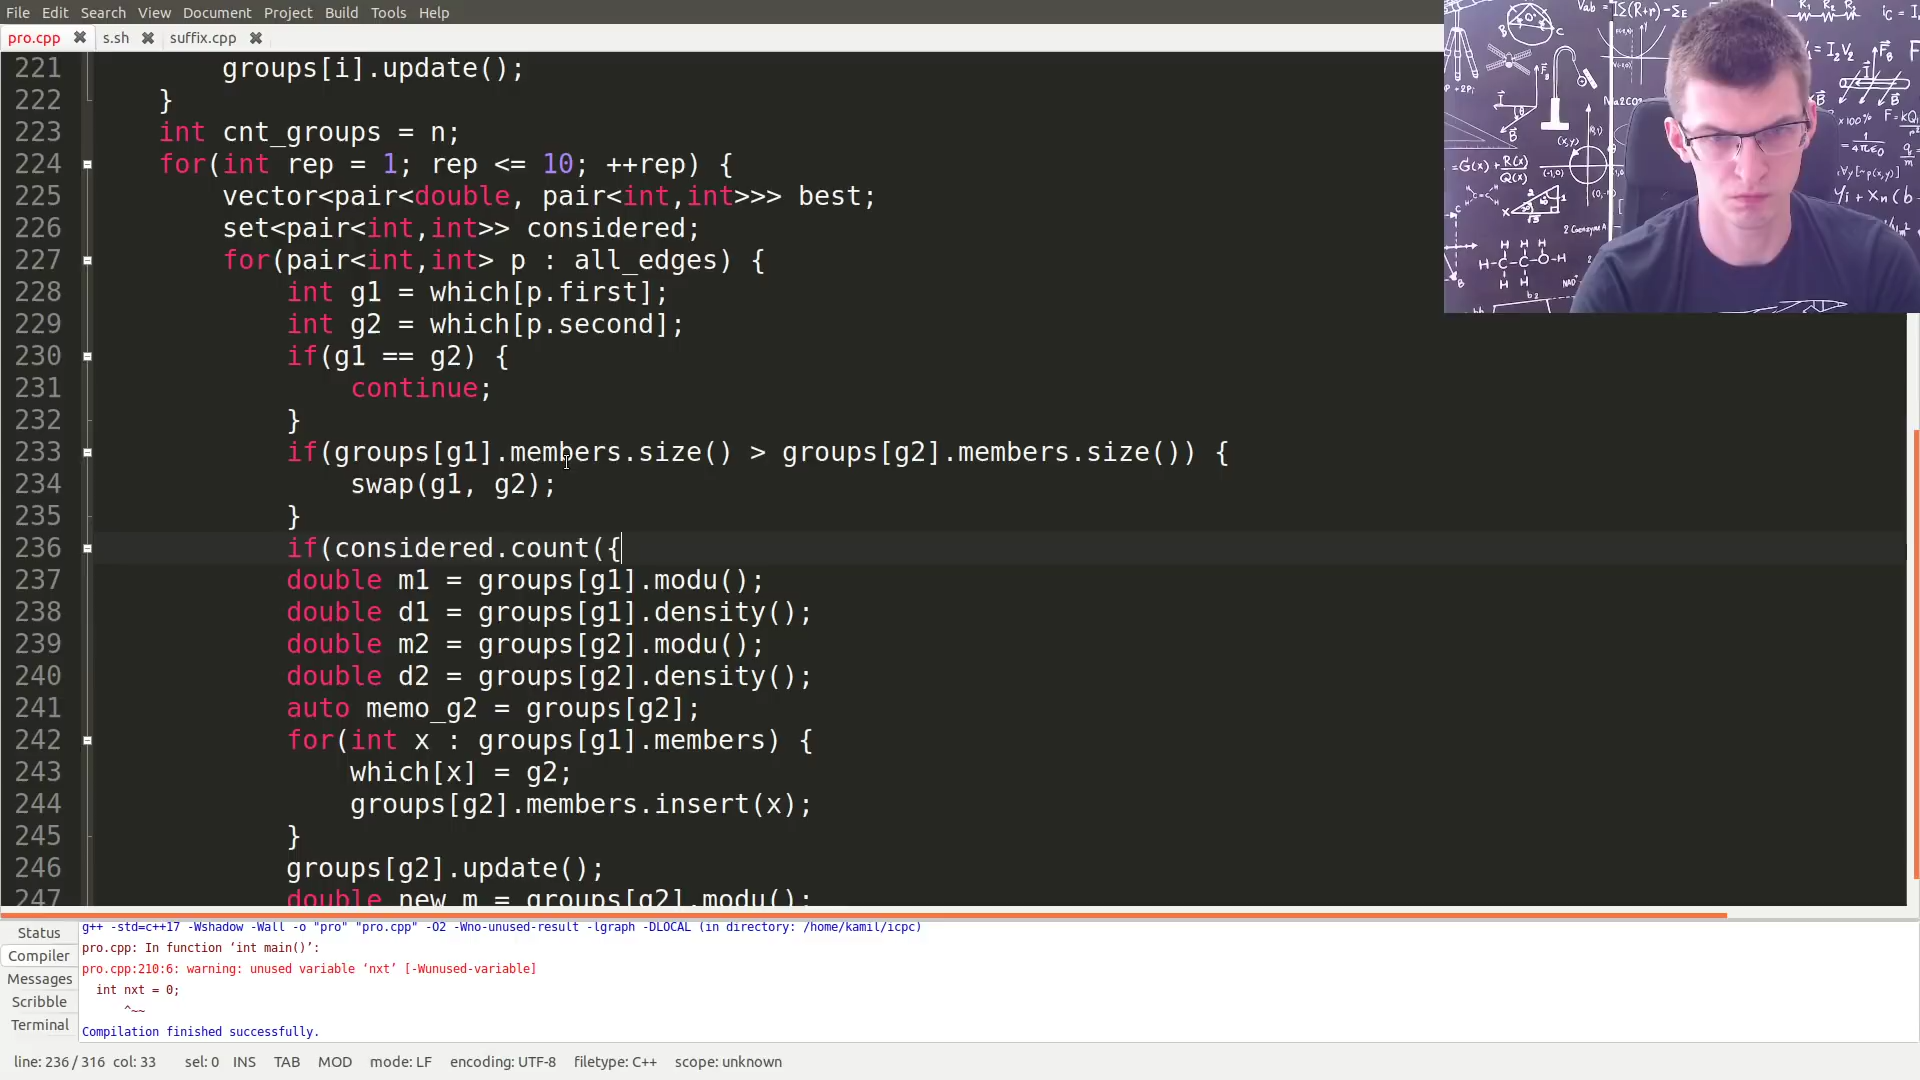 File Edit Search View Document Project Build Tools Help
pro.cpp s.sh suffix.cpp
221 groups[i].update();
222 }
223 int cnt_groups = n;
224 for(int rep = 1; rep <= 10; ++rep) {
225 vector<pair<double, pair<int,int>>> best;
226 set<pair<int,int>> considered;
227 for(pair<int,int> p : all_edges) {
228 int g1 = which[p.first];
229 int g2 = which[p.second];
230 if(g1 == g2) {
231 continue;
232 }
233 if(groups[g1].members.size() > groups[g2].members.size()) {
234 swap(g1, g2);
235 }
236 if(considered.count({
237 double m1 = groups[g1].modu();
238 double d1 = groups[g1].density();
239 double m2 = groups[g2].modu();
240 double d2 = groups[g2].density();
241 auto memo_g2 = groups[g2];
242 for(int x : groups[g1].members) {
243 which[x] = g2;
244 groups[g2].members.insert(x);
245 }
246 groups[g2].update();
247 double new_m = groups[g2].modu();
Status
Compiler
Messages
Scribble
Terminal
g++ -std=c++17 -Wshadow -Wall -o "pro" "pro.cpp" -O2 -Wno-unused-result -lgraph -DLOCAL (in directory: /home/kamil/icpc)
pro.cpp: In function ‘int main()’:
pro.cpp:210:6: warning: unused variable ‘nxt’ [-Wunused-variable]
int nxt = 0;
^~~
Compilation finished successfully.
line: 236 / 316 col: 33 sel: 0 INS TAB MOD mode: LF encoding: UTF-8 filetype: C++ scope: unknown